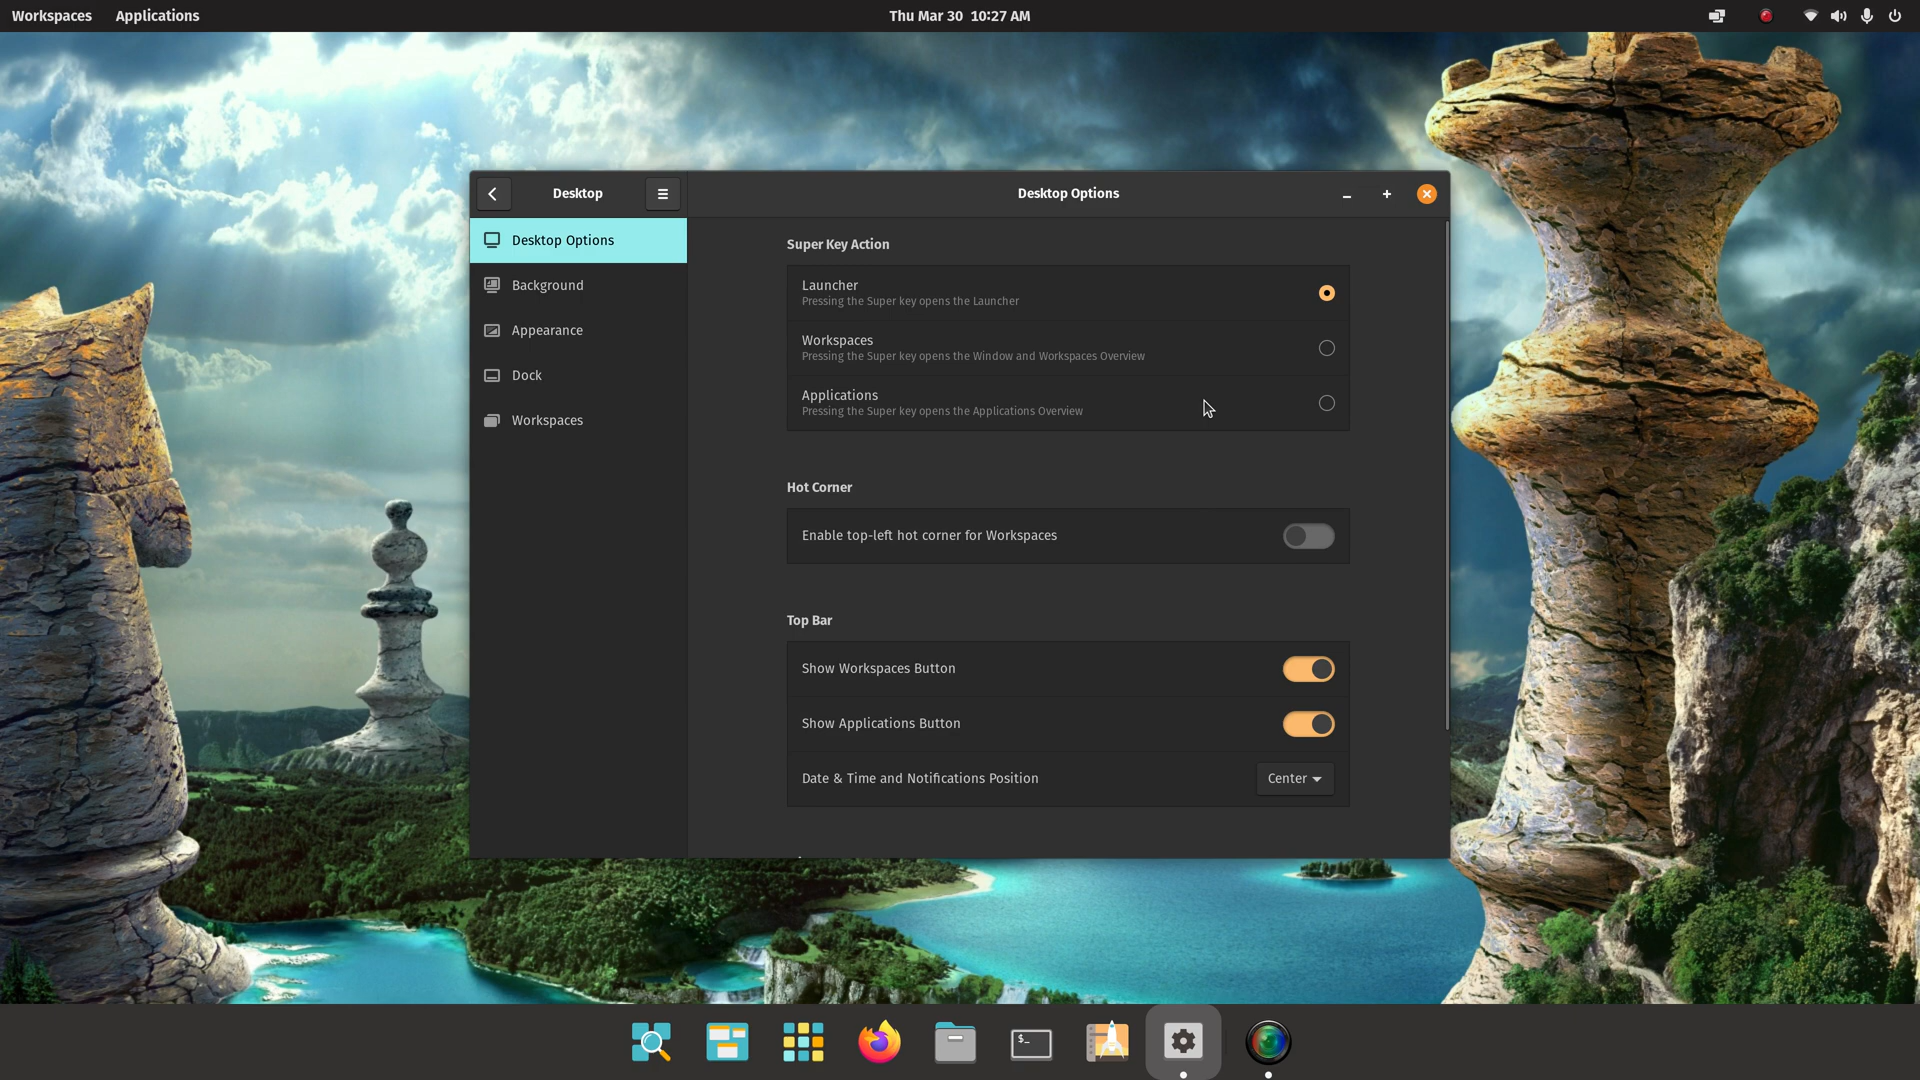 Workspaces Applications Thu Mar 30 10:27 AM
Desktop Desktop Options
Desktop Options
Background
Appearance
Dock
Workspaces
Super Key Action
Launcher
Pressing the Super key opens the Launcher
Workspaces
Pressing the Super key opens the Window and Workspaces Overview
Applications
Pressing the Super key opens the Applications Overview
Hot Corner
Enable top-left hot corner for Workspaces
Top Bar
Show Workspaces Button
Show Applications Button
Date & Time and Notifications Position Center
$_